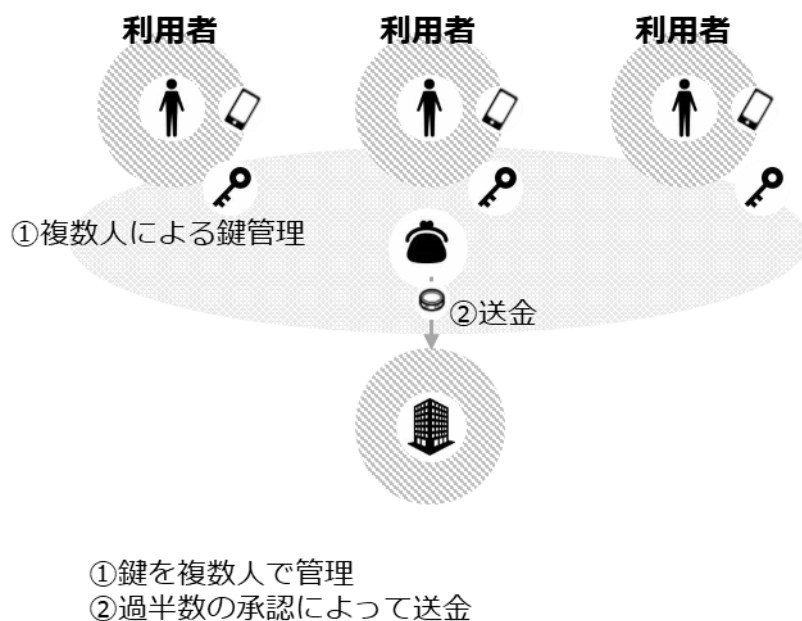 利用者
利用者
利用者
①複数人による鍵管理
②送金
①鍵を複数人で管理
②過半数の承認によって送金